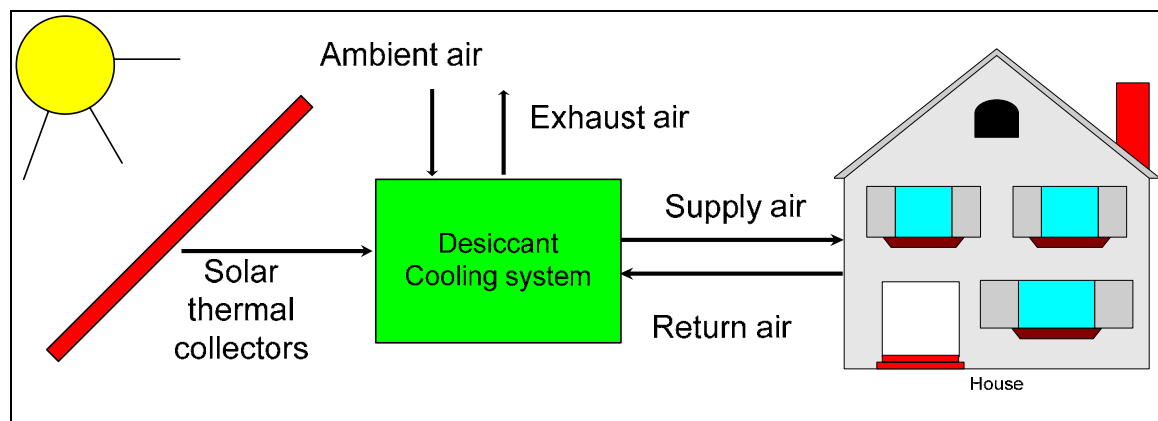 Ambient air
Exhaust air
Supply air
Desiccant
Cooling system
Solar
thermal
collectors
Return air
House